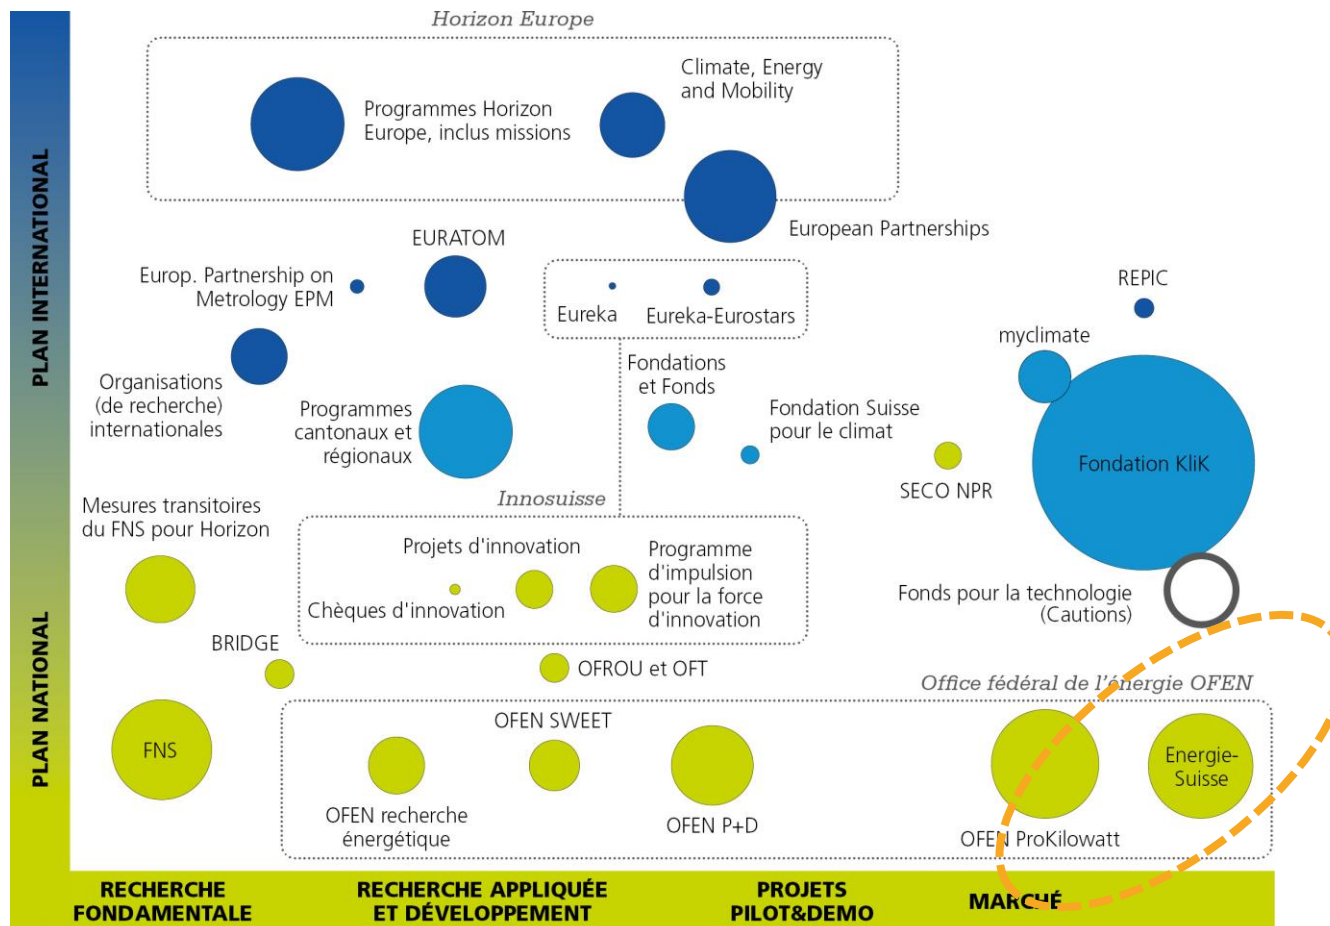 Horizon Europe
Climate, Energy
and Mobility
Programmes Horizon
Europe, inclus missions
European Partnerships
EURATOM
Europ. Partnership on
Metrology EPM
Eureka
Eureka-Eurostars
REPIC
myclimate
Organisations
(de recherche)
internationales
Programmes
cantonaux et
régionaux
Fondations
et Fonds
Fondation Suisse
pour le climat
SECO NPR
Fondation KliK
Mesures transitoires
du FNS pour Horizon
Innosuisse
Projets d'innovation
Chèques d'innovation
Programme
d'impulsion
pour la force
d'innovation
Fonds pour la technologie
(Cautions)
BRIDGE
OFROU et OFT
Office fédéral de l'énergie OFEN
FNS
OFEN SWEET
OFEN recherche
énergétique
OFEN P+D
OFEN ProKilowatt
Energie-
Suisse
PLAN INTERNATIONAL
PLAN NATIONAL
RECHERCHE
FONDAMENTALE
RECHERCHE APPLIQUÉE
ET DÉVELOPPEMENT
PROJETS
PILOT&DEMO
MARCHÉ